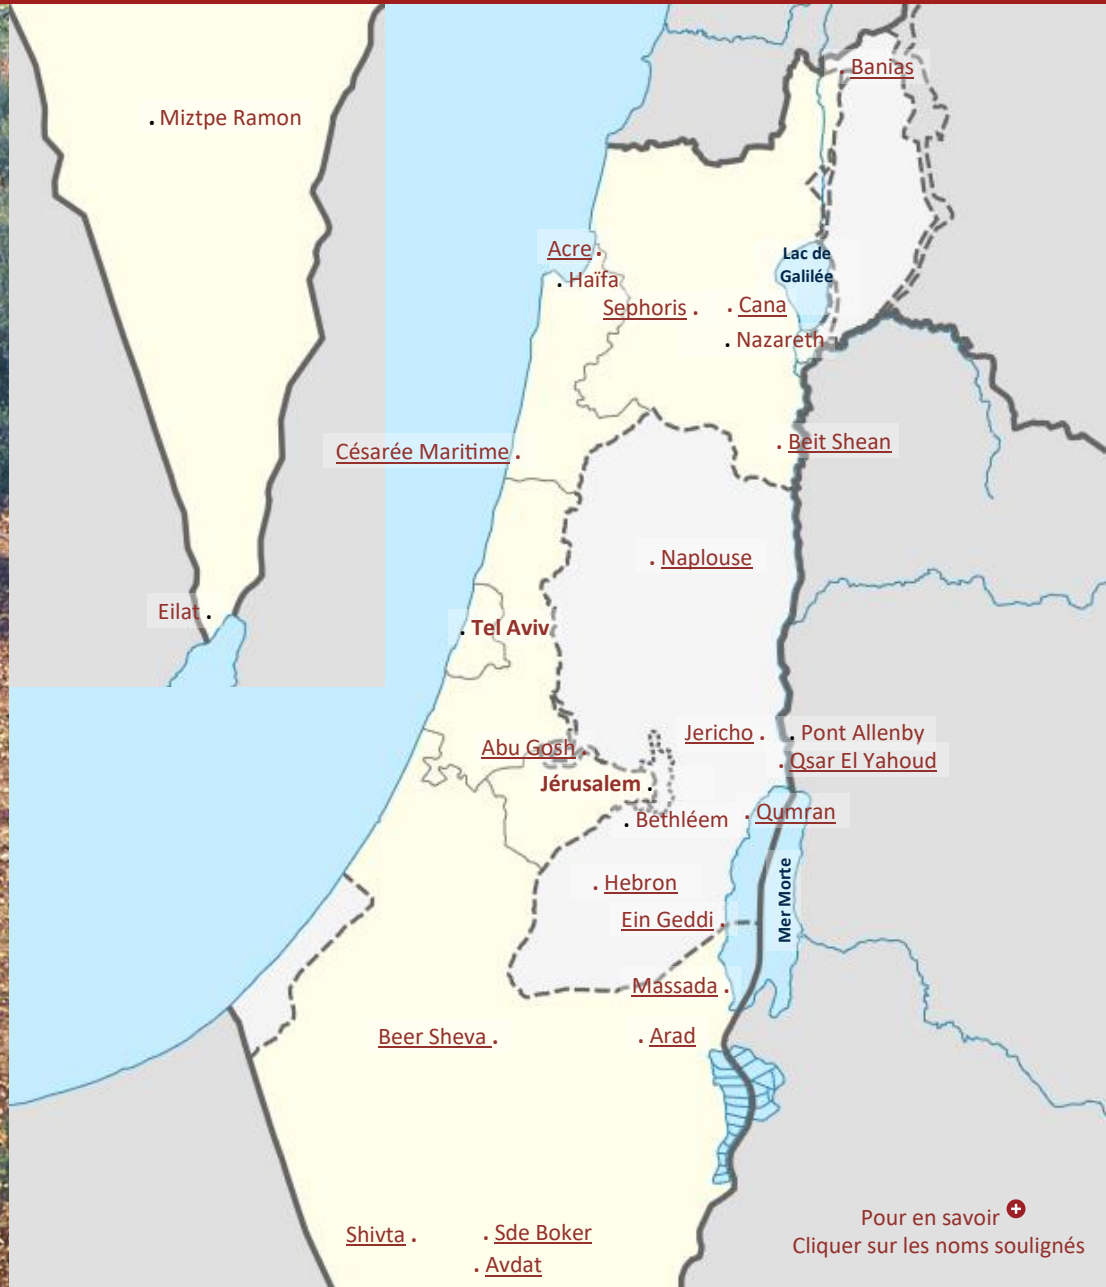 . Banias
. Miztpe Ramon
Acre .
Lac de
Galilée
. Haïfa
Sephoris .
. Cana
. Nazareth
Césarée Maritime .
. Beit Shean
. Naplouse
Eilat .
. Tel Aviv
Jericho .
. Pont Allenby
Abu Gosh .
. Qsar El Yahoud
Jérusalem .
. Bethléem
. Qumran
Mer Morte
. Hebron
Ein Geddi .
Massada .
Beer Sheva .
. Arad
Pour en savoir +
Cliquer sur les noms soulignés
Shivta .
. Sde Boker
. Avdat